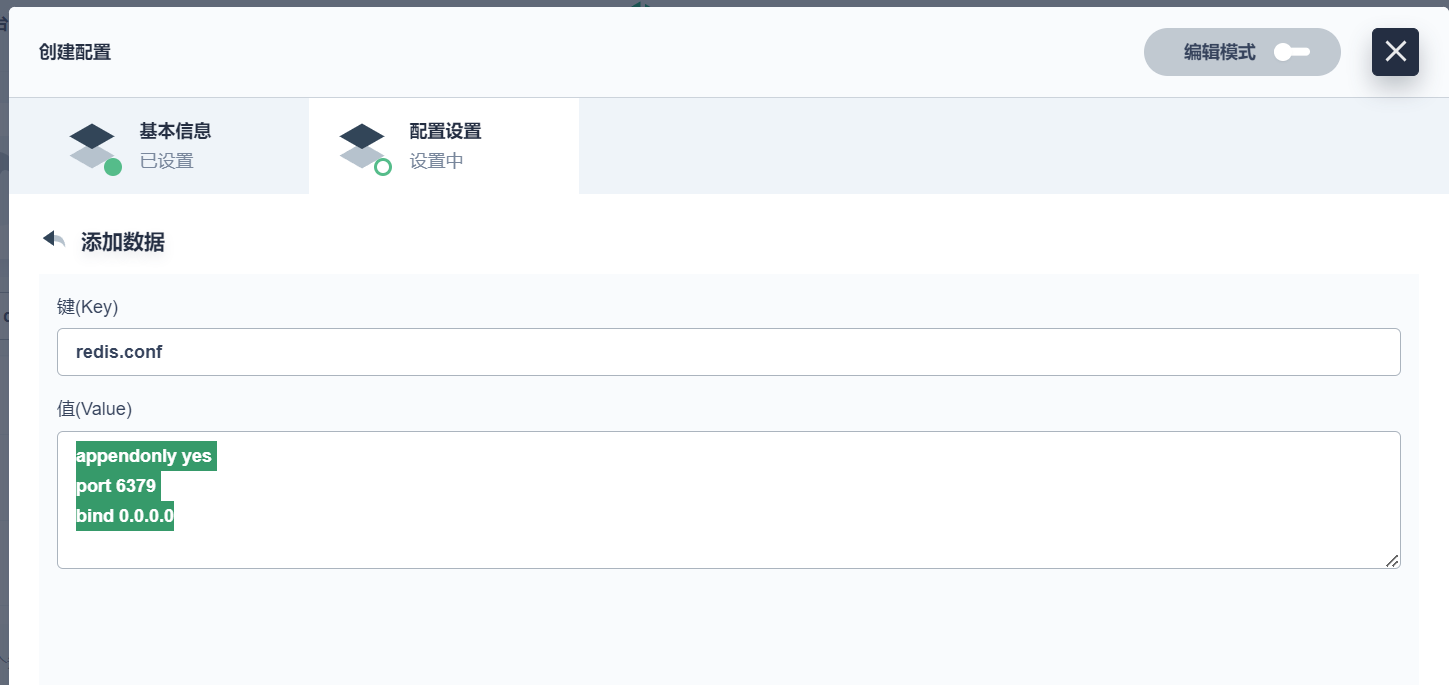 创建配置
编辑模式
基本信息
已设置
配置设置
设置中
添加数据
键(Key)
redis.conf
值(Value)
appendonly yes
port 6379
bind 0.0.0.0